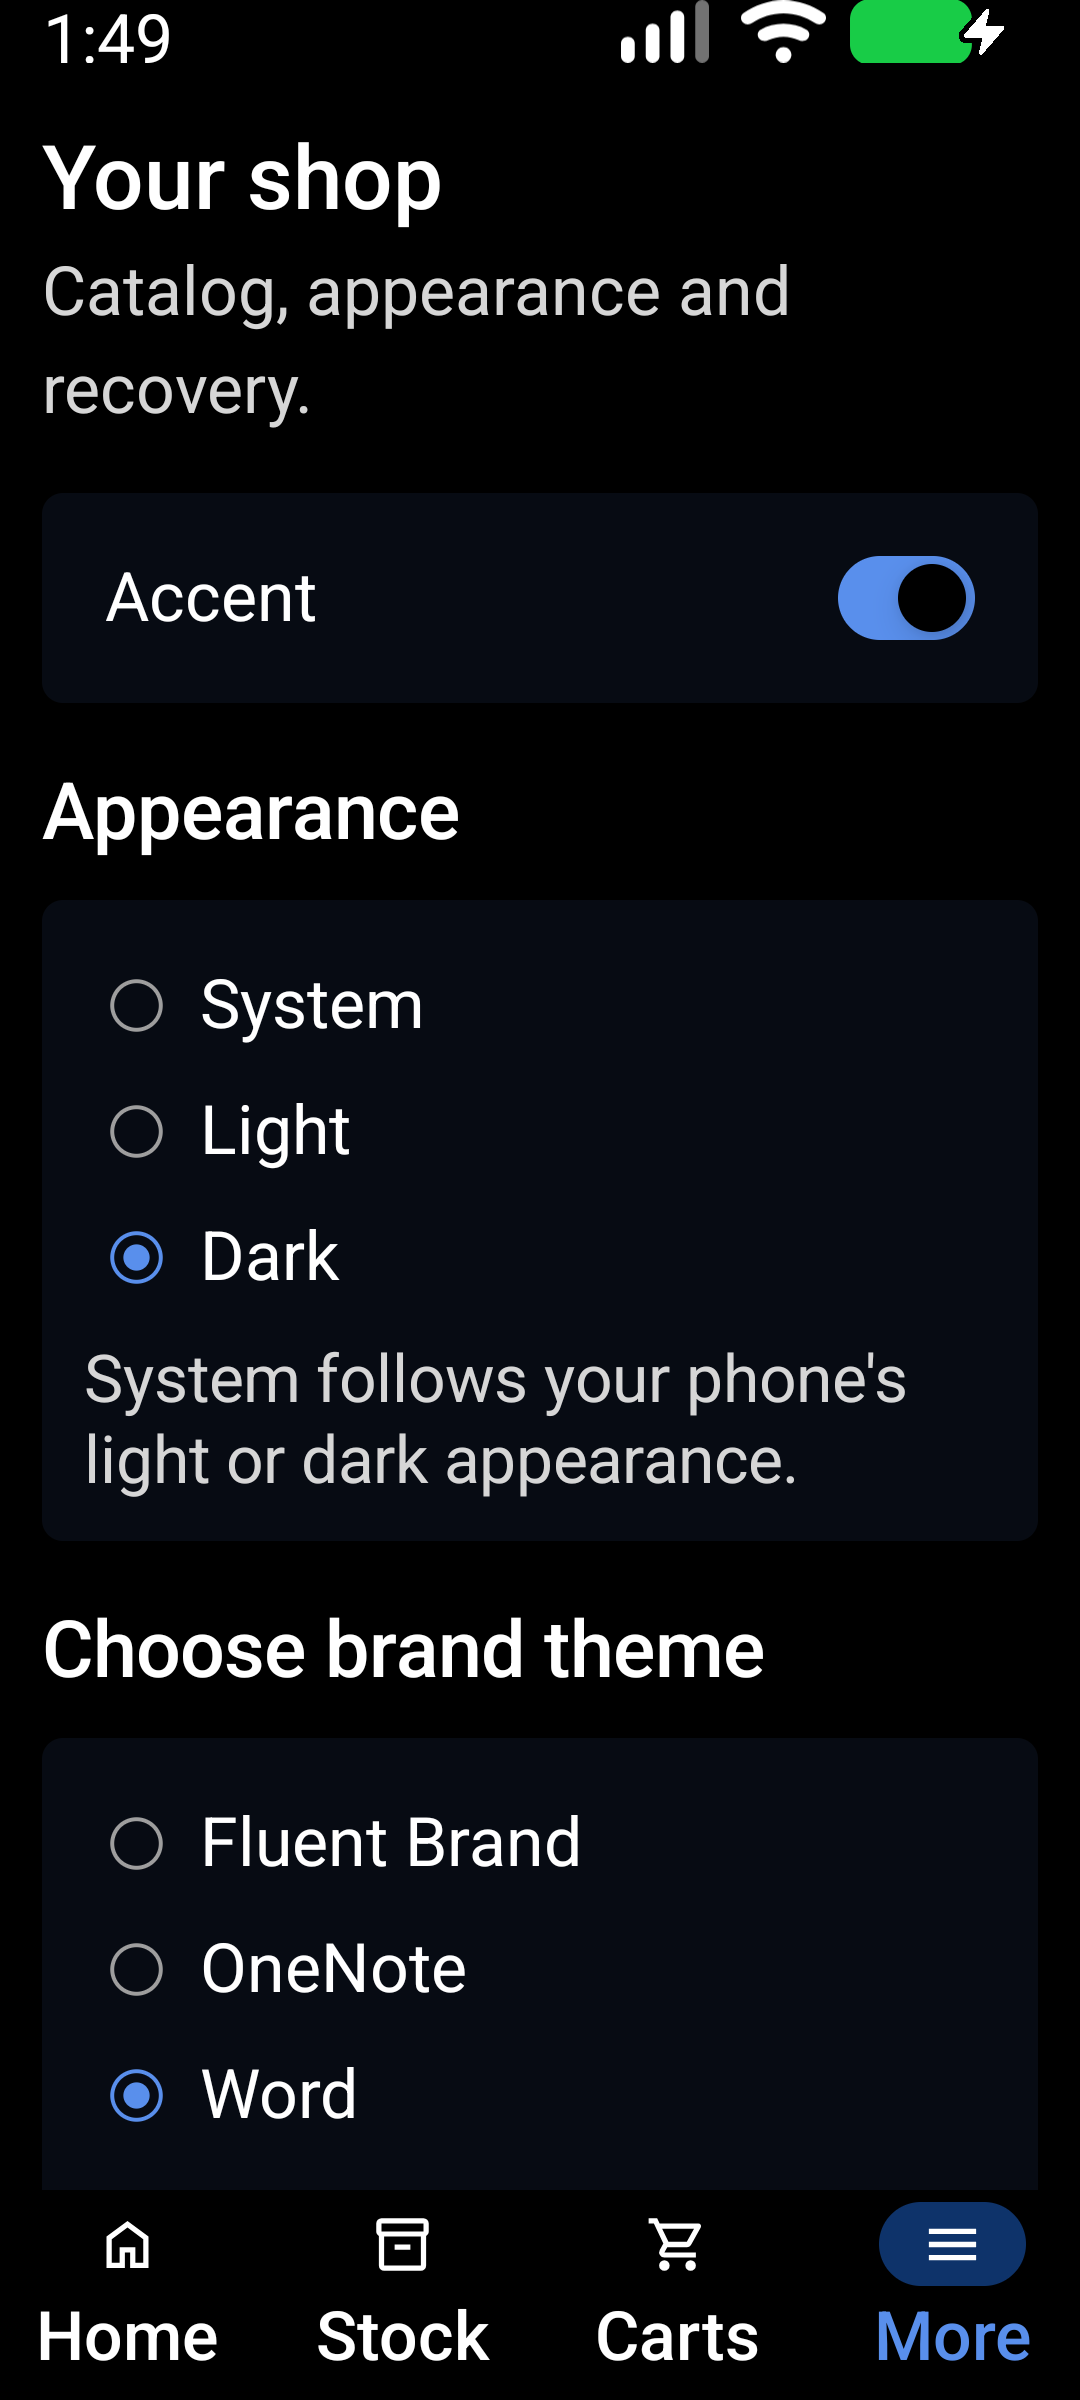 1:49
Your shop
Catalog, appearance and
recovery.
Accent
Appearance
System
Light
Dark
System follows your phone's
light or dark appearance.
Choose brand theme
Fluent Brand
OneNote
Word
Home
Stock
Carts
More